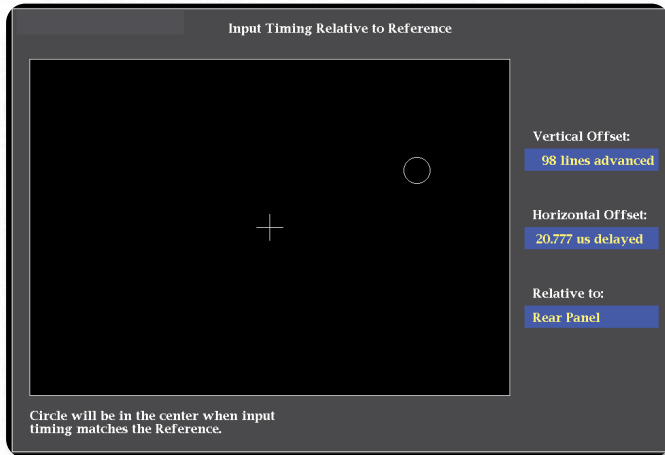 Input Timing Relative to Reference
Vertical Offset:
98 lines advanced
Horizontal Offset:
20.777 us delayed
Relative to:
Rear Panel
Circle will be in the center when input
timing matches the Reference.